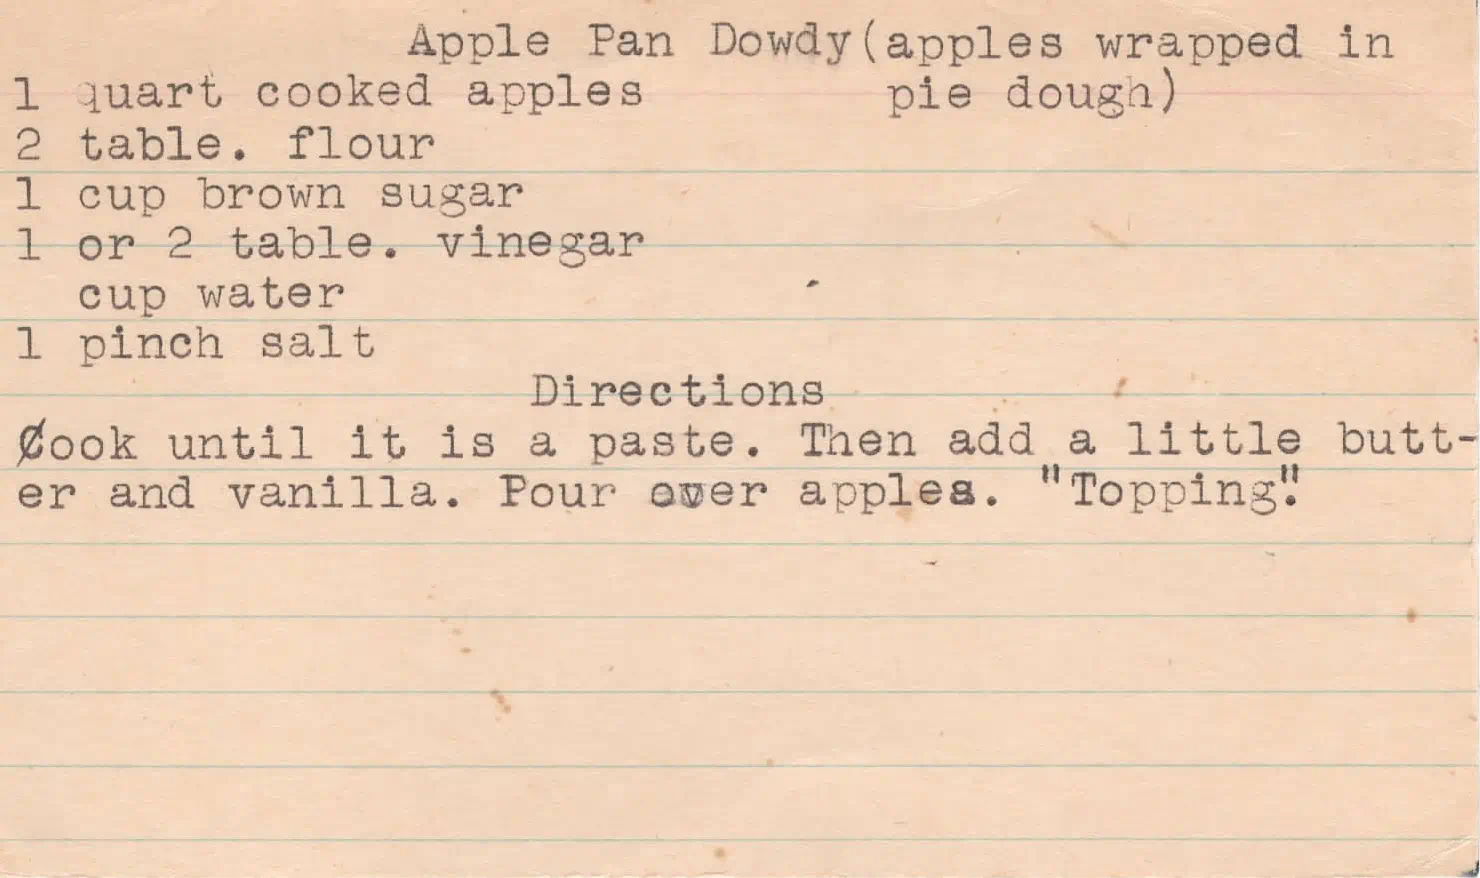 Apple Pan Dowdy(apples wrapped in
1 quart cooked apples pie dough)
2 table. flour
1 cup brown sugar
1 or 2 table. vinegar
cup water
1 pinch salt
Directions
Cook until it is a paste. Then add a little butt-
er and vanilla. Pour over apples. "Topping".